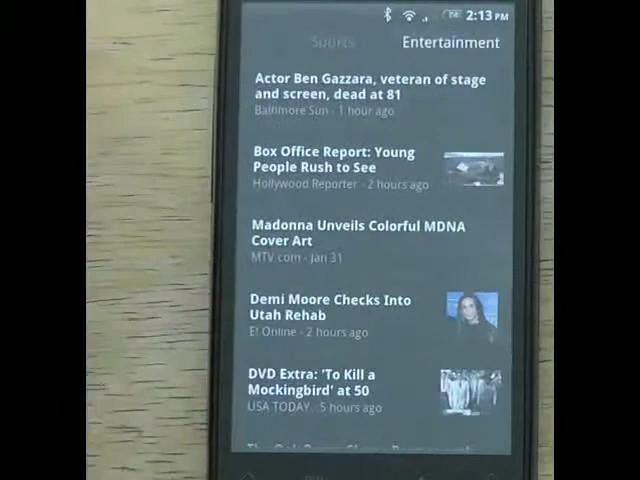 2:13 PM
Sports Entertainment
Actor Ben Gazzara, veteran of stage
and screen, dead at 81
Baltimore Sun - 1 hour ago
Box Office Report: Young
People Rush to See
Hollywood Reporter - 2 hours ago
Madonna Unveils Colorful MDNA
Cover Art
MTV.com - Jan 31
Demi Moore Checks Into
Utah Rehab
E! Online - 2 hours ago
DVD Extra: 'To Kill a
Mockingbird' at 50
USA TODAY - 5 hours ago